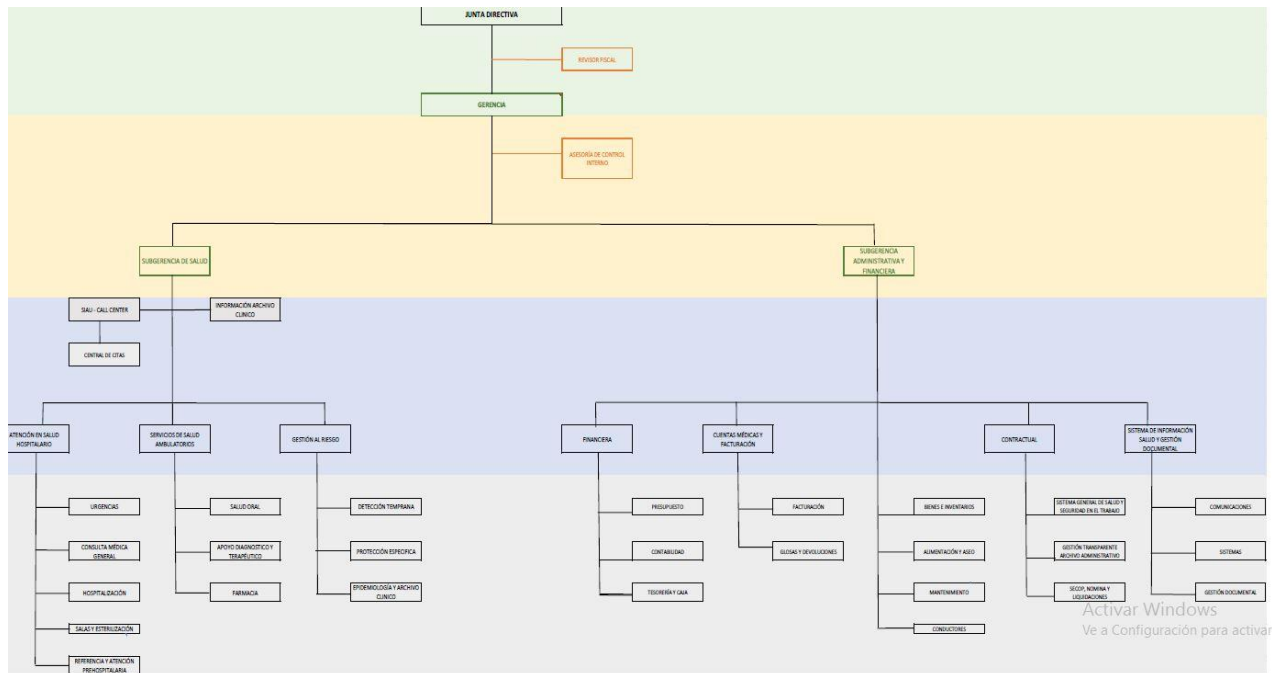 JUNTA DIRECTIVA
REVISOR FISCAL
GERENCIA
ASESORÍA DE CONTROL
INTERNO
SUBGERENCIA DE SALUD
SUBGERENCIA
ADMINISTRATIVA Y
FINANCIERA
SIAU - CALL CENTER
INFORMACIÓN ARCHIVO
CLINICO
CENTRAL DE CITAS
ATENCIÓN EN SALUD
HOSPITALARIO
SERVICIOS DE SALUD
AMBULATORIOS
GESTIÓN AL RIESGO
FINANCIERA
CUENTAS MÉDICAS Y
FACTURACIÓN
CONTRACTUAL
SISTEMA DE INFORMACIÓN
SALUD Y GESTIÓN
DOCUMENTAL
URGENCIAS
SALUD ORAL
DETECCIÓN TEMPRANA
PRESUPUESTO
FACTURACIÓN
BIENES E INVENTARIOS
SISTEMA GENERAL DE SALUD Y
SEGURIDAD EN EL TRABAJO
COMUNICACIONES
CONSULTA MÉDICA
GENERAL
APOYO DIAGNOSTICO Y
TERAPÉUTICO
PROTECCIÓN ESPECIFICA
CONTABILIDAD
GLOSAS Y DEVOLUCIONES
ALIMENTACIÓN Y ASEO
GESTIÓN TRANSPARENTE
ARCHIVO ADMINISTRATIVO
SISTEMAS
HOSPITALIZACIÓN
FARMACIA
EPIDEMIOLOGÍA Y ARCHIVO
CLINICO
TESORERÍA Y CAJA
MANTENIMIENTO
SECOP, NOMINA Y
LIQUIDACIONES
GESTIÓN DOCUMENTAL
SALAS Y ESTERILIZACIÓN
CONDUCTORES
REFERENCIA Y ATENCIÓN
PREHOSPITALARIA
Activar Windows
Ve a Configuración para activar